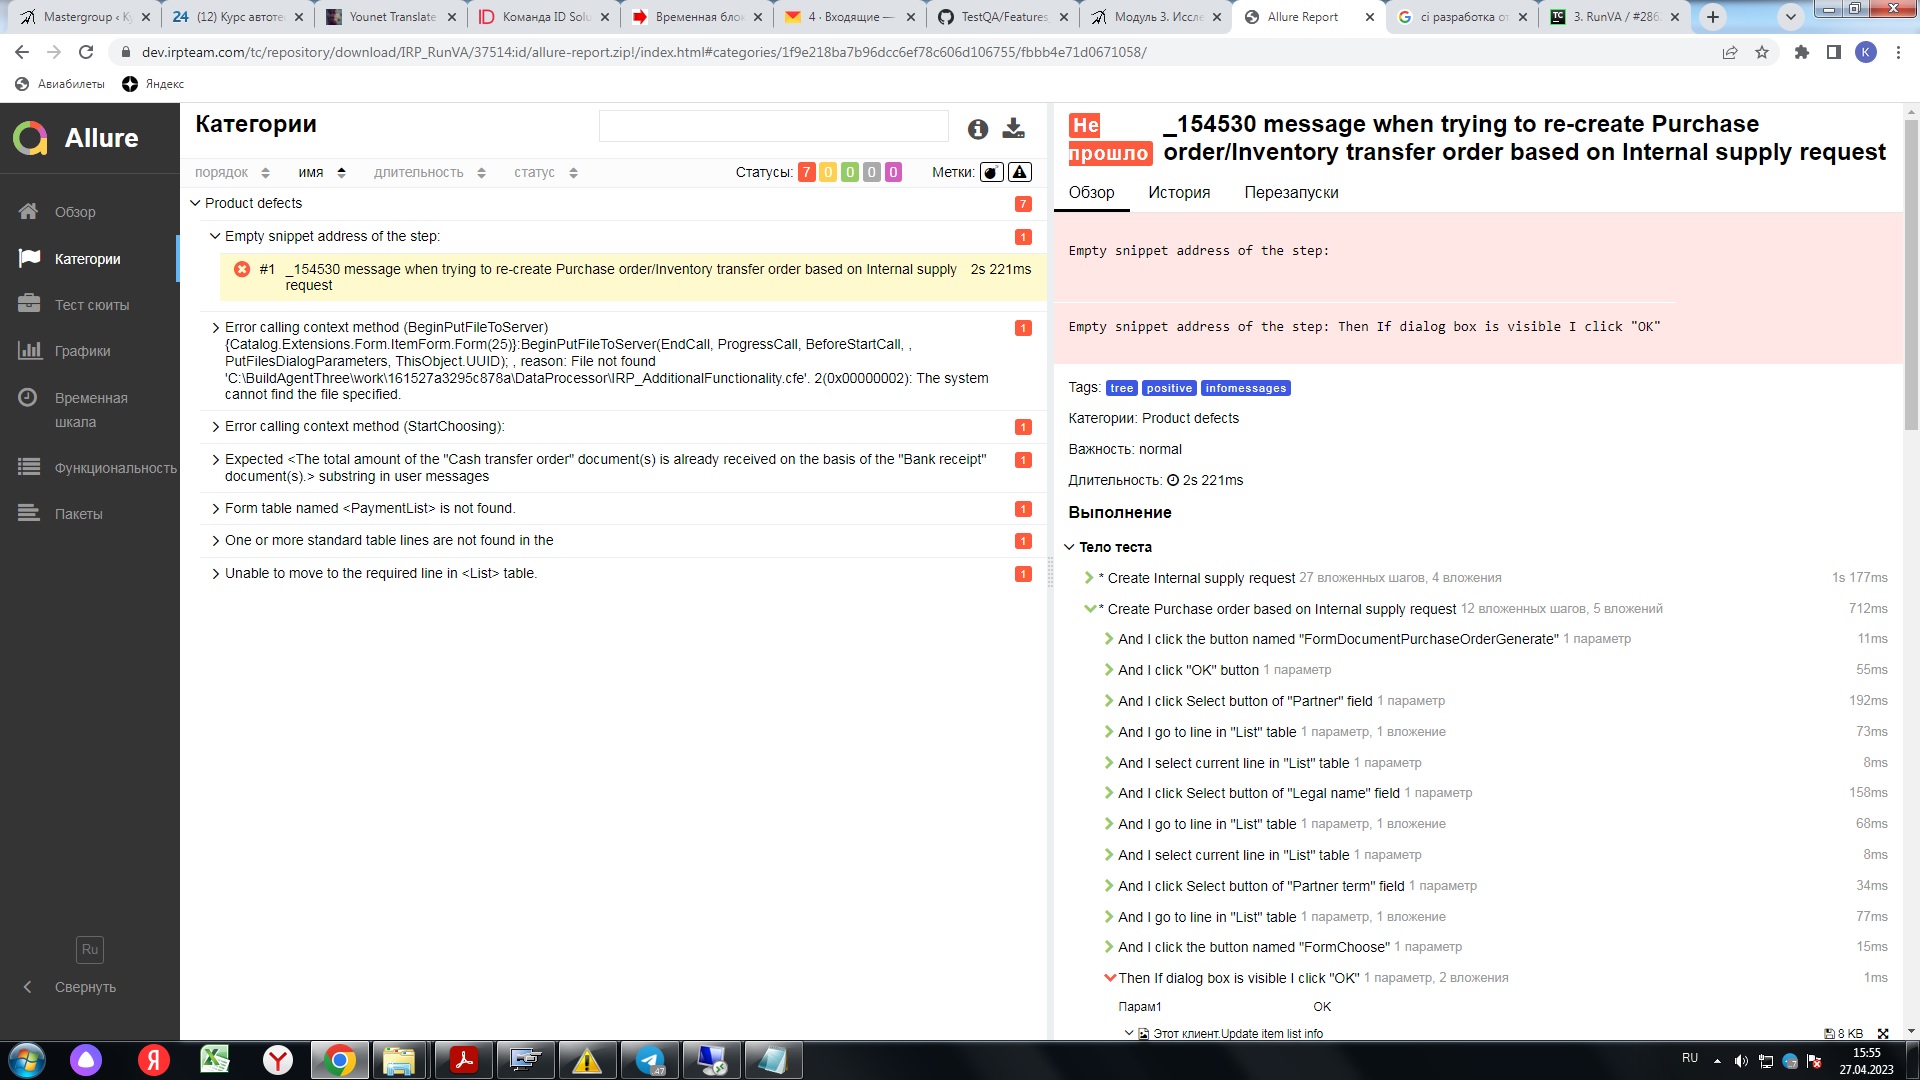 Mastergroup ‹ Ку
(12) Курс автотес
Younet Translate
Команда ID Solu
Временная блок
4 · Входящие —
TestQA/Features
Модуль 3. Иссле
Allure Report
ci разработка от
3. RunVA / #286
dev.irpteam.com/tc/repository/download/IRP_RunVA/37514:id/allure-report.zip!/index.html#categories/1f9e218ba7b96dcc6ef78c606d106755/fbbb4e71d0671058/
K
Авиабилеты
Яндекс
Allure
Обзор
Категории
Тест сюиты
Графики
Временная
шкала
Функциональность
Пакеты
Ru
Свернуть
Категории
порядок имя длительность статус Статусы: 7 0 0 0 0 Метки:
Product defects 7
Empty snippet address of the step: 1
#1 _154530 message when trying to re-create Purchase order/Inventory transfer order based on Internal supply 2s 221ms
request
Error calling context method (BeginPutFileToServer) 1
{Catalog.Extensions.Form.ItemForm.Form(25)}:BeginPutFileToServer(EndCall, ProgressCall, BeforeStartCall, ,
PutFilesDialogParameters, ThisObject.UUID); , reason: File not found
'C:\BuildAgentThree\work\161527a3295c878a\DataProcessor\IRP_AdditionalFunctionality.cfe'. 2(0x00000002): The system
cannot find the file specified.
Error calling context method (StartChoosing): 1
Expected <The total amount of the "Cash transfer order" document(s) is already received on the basis of the "Bank receipt" 1
document(s).> substring in user messages
Form table named <PaymentList> is not found. 1
One or more standard table lines are not found in the 1
Unable to move to the required line in <List> table. 1
Не
прошло
_154530 message when trying to re-create Purchase
order/Inventory transfer order based on Internal supply request
Обзор История Перезапуски
Empty snippet address of the step:
Empty snippet address of the step: Then If dialog box is visible I click "OK"
Tags: tree positive infomessages
Категории: Product defects
Важность: normal
Длительность: 2s 221ms
Выполнение
Тело теста
* Create Internal supply request 27 вложенных шагов, 4 вложения 1s 177ms
* Create Purchase order based on Internal supply request 12 вложенных шагов, 5 вложений 712ms
And I click the button named "FormDocumentPurchaseOrderGenerate" 1 параметр 11ms
And I click "OK" button 1 параметр 55ms
And I click Select button of "Partner" field 1 параметр 192ms
And I go to line in "List" table 1 параметр, 1 вложение 73ms
And I select current line in "List" table 1 параметр 8ms
And I click Select button of "Legal name" field 1 параметр 158ms
And I go to line in "List" table 1 параметр, 1 вложение 68ms
And I select current line in "List" table 1 параметр 8ms
And I click Select button of "Partner term" field 1 параметр 34ms
And I go to line in "List" table 1 параметр, 1 вложение 77ms
And I click the button named "FormChoose" 1 параметр 15ms
Then If dialog box is visible I click "OK" 1 параметр, 2 вложения 1ms
Парам1 OK
Этот клиент.Update item list info 8 KB
RU
15:55
27.04.2023